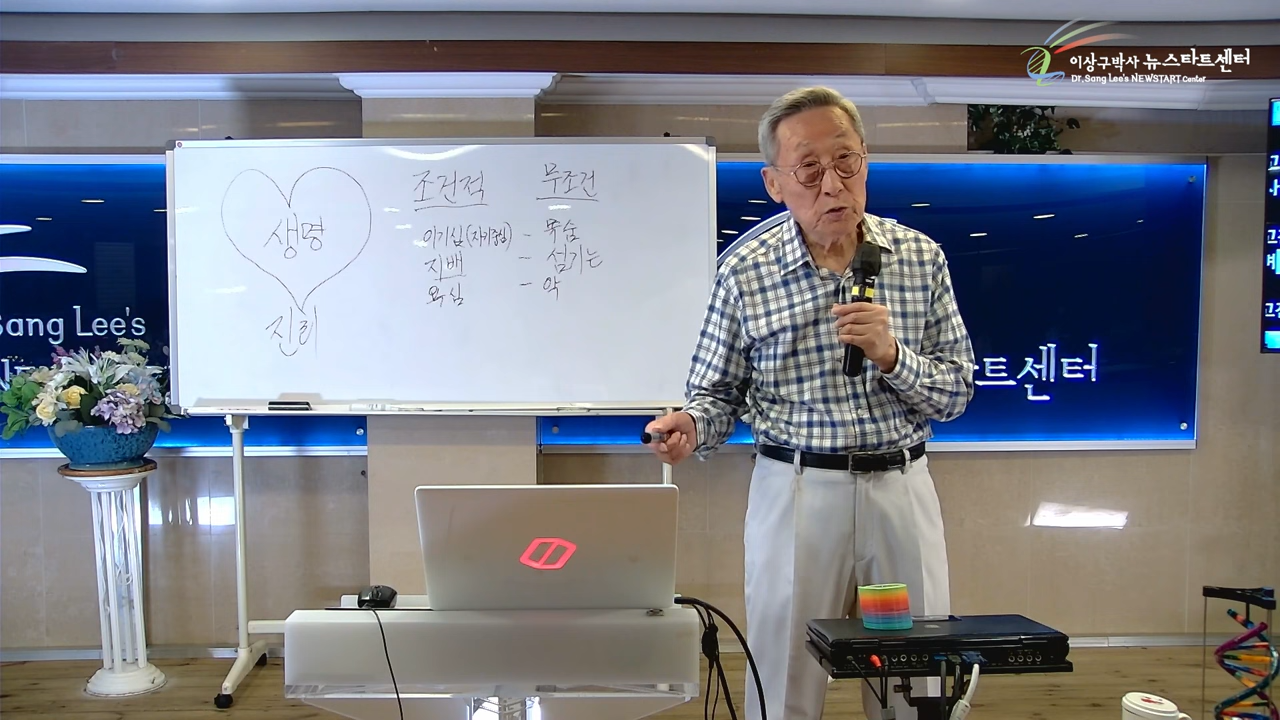 이상구박사 뉴스타트센터
Dr. Sang Lee's NEWSTART Center
생명
진리
조건적 무조건
이기심(자기중심) - 무숨
지배 - 섬기는
욕심 - 악
Sang Lee's
타트센터